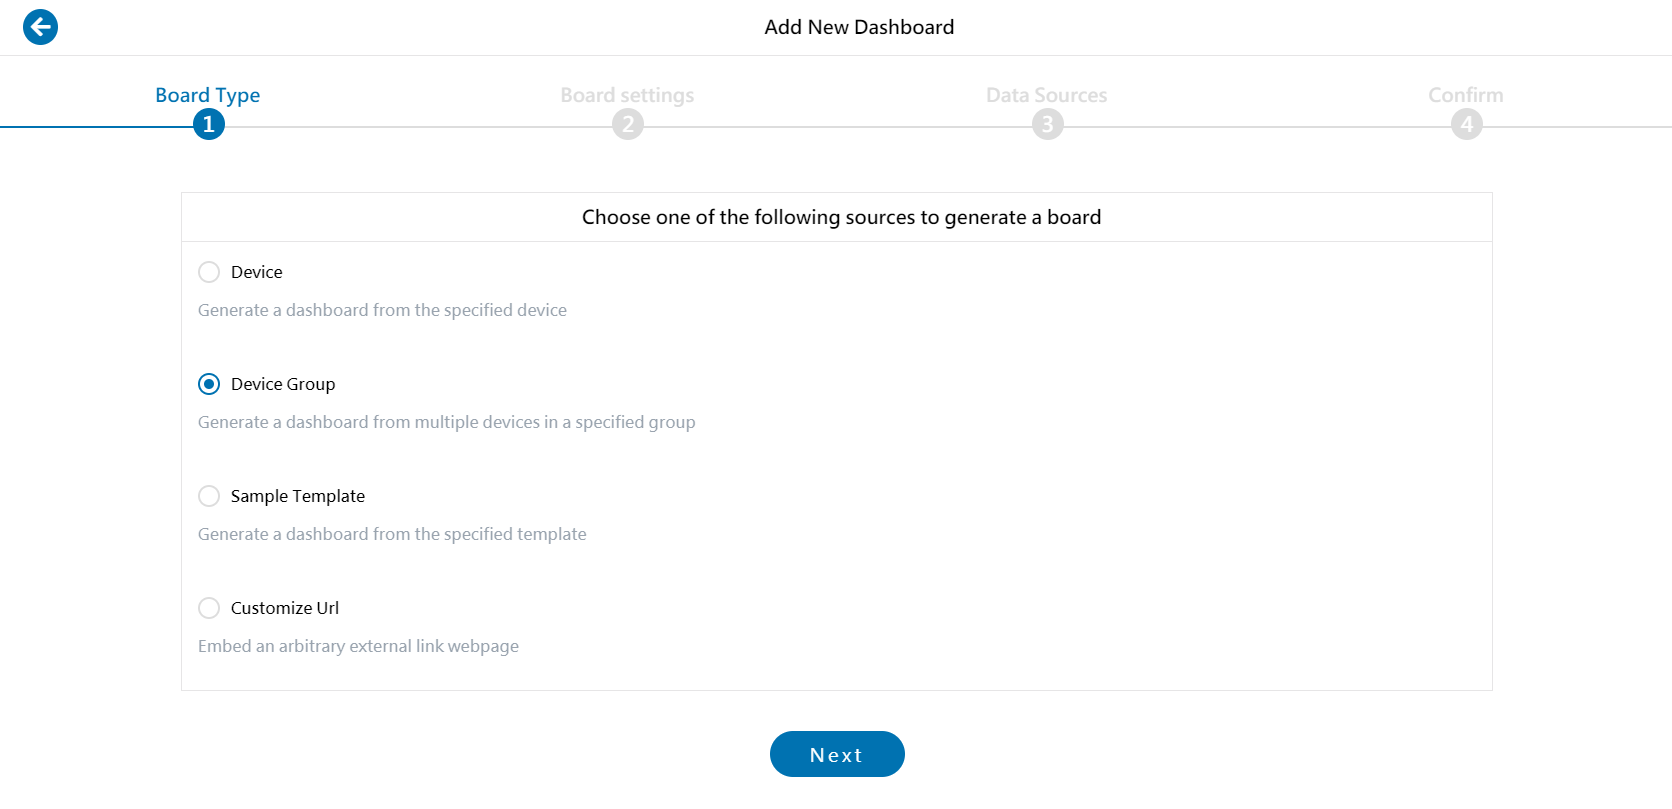 Add New Dashboard
Board Type
Board settings
Data Sources
Confirm
1
2
3
4
Choose one of the following sources to generate a board
Device
Generate a dashboard from the specified device
Device Group
Generate a dashboard from multiple devices in a specified group
Sample Template
Generate a dashboard from the specified template
Customize Url
Embed an arbitrary external link webpage
Next